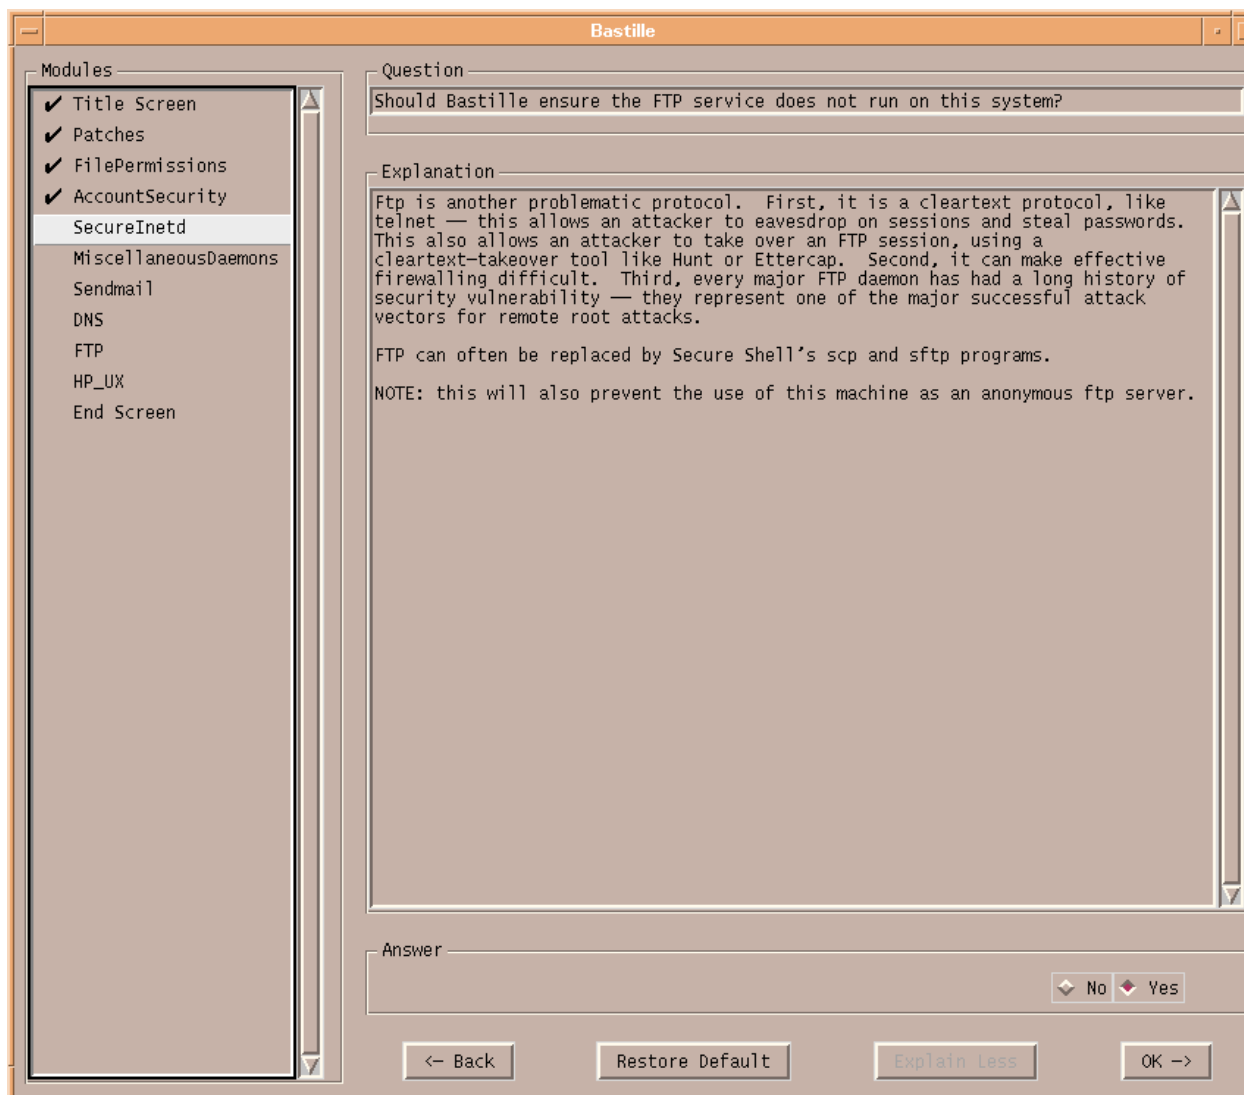 Bastille
Modules
Title Screen
Patches
FilePermissions
AccountSecurity
SecureInetd
MiscellaneousDaemons
Sendmail
DNS
FTP
HP_UX
End Screen
Question
Should Bastille ensure the FTP service does not run on this system?
Explanation
Ftp is another problematic protocol.  First, it is a cleartext protocol, like
telnet –– this allows an attacker to eavesdrop on sessions and steal passwords.
This also allows an attacker to take over an FTP session, using a
cleartext–takeover tool like Hunt or Ettercap.  Second, it can make effective
firewalling difficult.  Third, every major FTP daemon has had a long history of
security vulnerability –– they represent one of the major successful attack
vectors for remote root attacks.
FTP can often be replaced by Secure Shell's scp and sftp programs.
NOTE: this will also prevent the use of this machine as an anonymous ftp server.
Answer
No Yes
<– Back Restore Default Explain Less OK –>